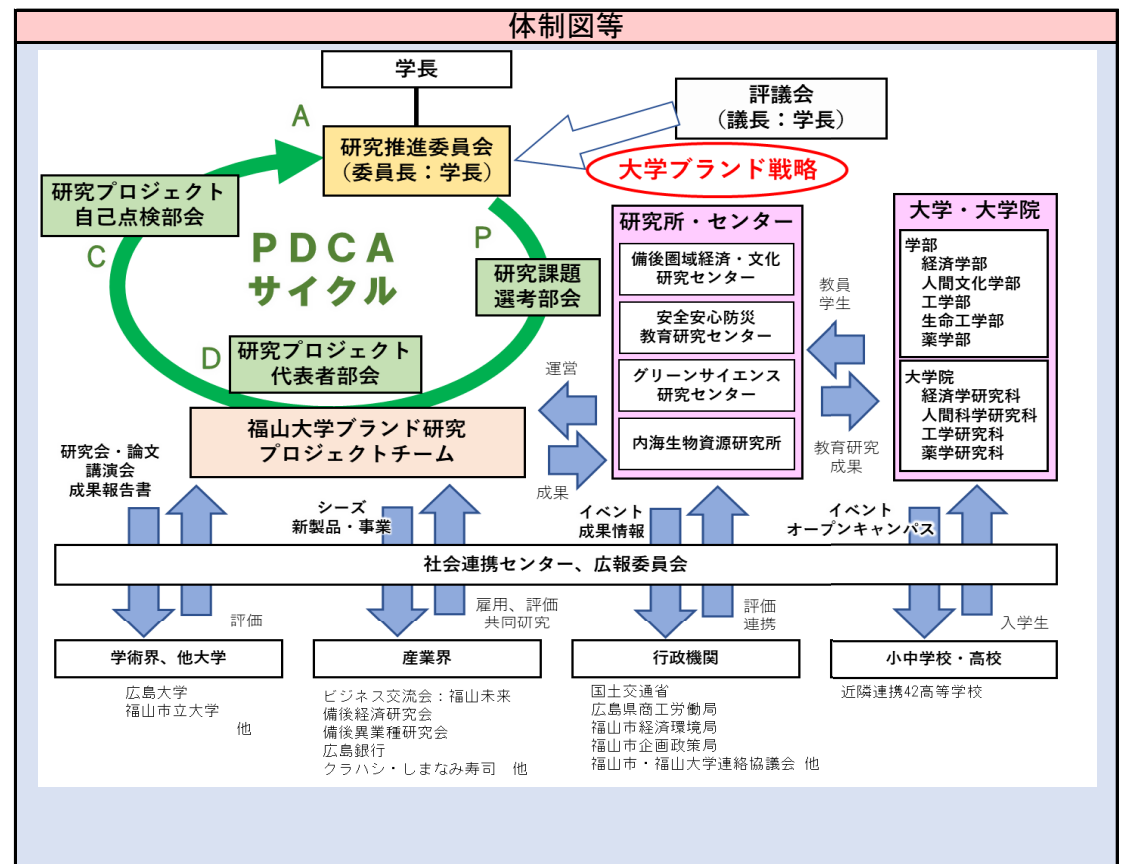 体制図等
学長
評議会
（議長：学長）
A
研究推進委員会
（委員長：学長）
大学ブランド戦略
研究プロジェクト
自己点検部会
C
PDCA
サイクル
P
研究課題
選考部会
D
研究プロジェクト
代表者部会
福山大学ブランド研究
プロジェクトチーム
運営
成果
研究所・センター
備後圏域経済・文化
研究センター
安全安心防災
教育研究センター
グリーンサイエンス
研究センター
内海生物資源研究所
教員
学生
教育研究
成果
大学・大学院
学部
経済学部
人間文化学部
工学部
生命工学部
薬学部
大学院
経済学研究科
人間科学研究科
工学研究科
薬学研究科
研究会・論文
講演会
成果報告書
シーズ
新製品・事業
イベント
成果情報
イベント
オープンキャンパス
社会連携センター、広報委員会
評価
雇用、評価
共同研究
評価
連携
入学生
学術界、他大学
広島大学
福山市立大学
他
産業界
ビジネス交流会：福山未来
備後経済研究会
備後異業種研究会
広島銀行
クラハシ・しまなみ寿司　他
行政機関
国土交通省
広島県商工労働局
福山市経済環境局
福山市企画政策局
福山市・福山大学連絡協議会 他
小中学校・高校
近隣連携42高等学校